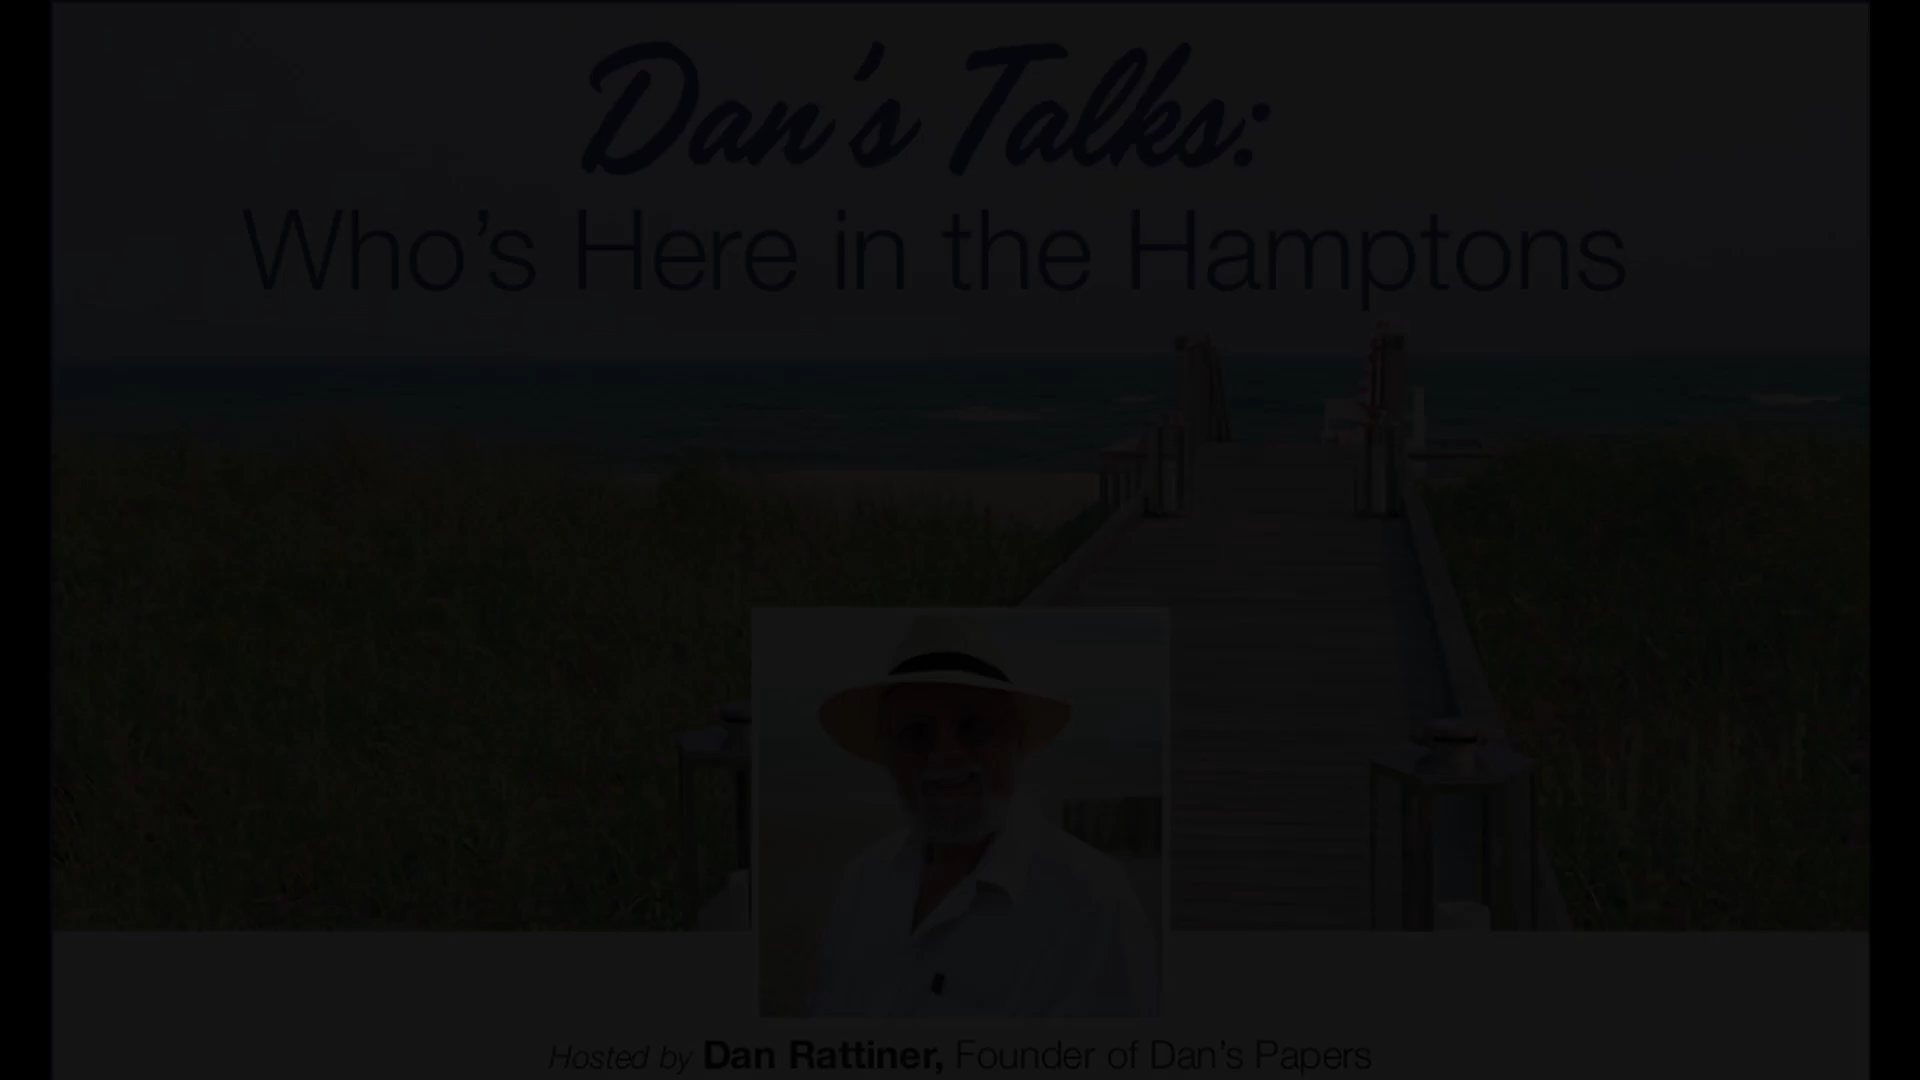 Dan's Talks:
Who's Here in the Hamptons
Hosted by Dan Rattiner, Founder of Dan's Papers